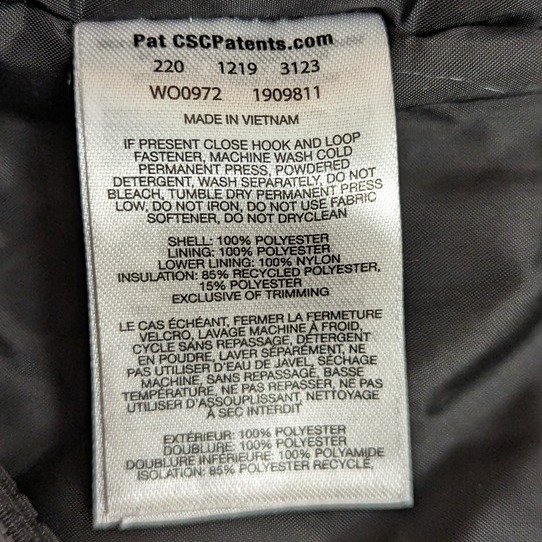 Pat CSCPatents.com
220 1219 3123
WO0972 1909811
MADE IN VIETNAM
IF PRESENT CLOSE HOOK AND LOOP
FASTENER, MACHINE WASH COLD
PERMANENT PRESS, POWDERED
DETERGENT, WASH SEPARATELY, DO NOT
BLEACH, TUMBLE DRY PERMANENT PRESS
LOW, DO NOT IRON, DO NOT USE FABRIC
SOFTENER, DO NOT DRYCLEAN
SHELL: 100% POLYESTER
LINING: 100% POLYESTER
LOWER LINING: 100% NYLON
INSULATION: 85% RECYCLED POLYESTER,
15% POLYESTER
EXCLUSIVE OF TRIMMING
LE CAS ÉCHÉANT, FERMER LA FERMETURE
VELCRO, LAVAGE MACHINE À FROID,
CYCLE SANS REPASSAGE, DÉTERGENT
EN POUDRE, LAVER SÉPARÉMENT, NE
PAS UTILISER D'EAU DE JAVEL, SÉCHAGE
MACHINE, SANS REPASSAGE, BASSE
TEMPÉRATURE, NE PAS REPASSER, NE PAS
UTILISER D'ASSOUPLISSANT, NETTOYAGE
À SEC INTERDIT
EXTÉRIEUR: 100% POLYESTER
DOUBLURE: 100% POLYESTER
DOUBLURE INFÉRIEURE: 100% POLYAMIDE
ISOLATION: 85% POLYESTER RECYCLÉ,